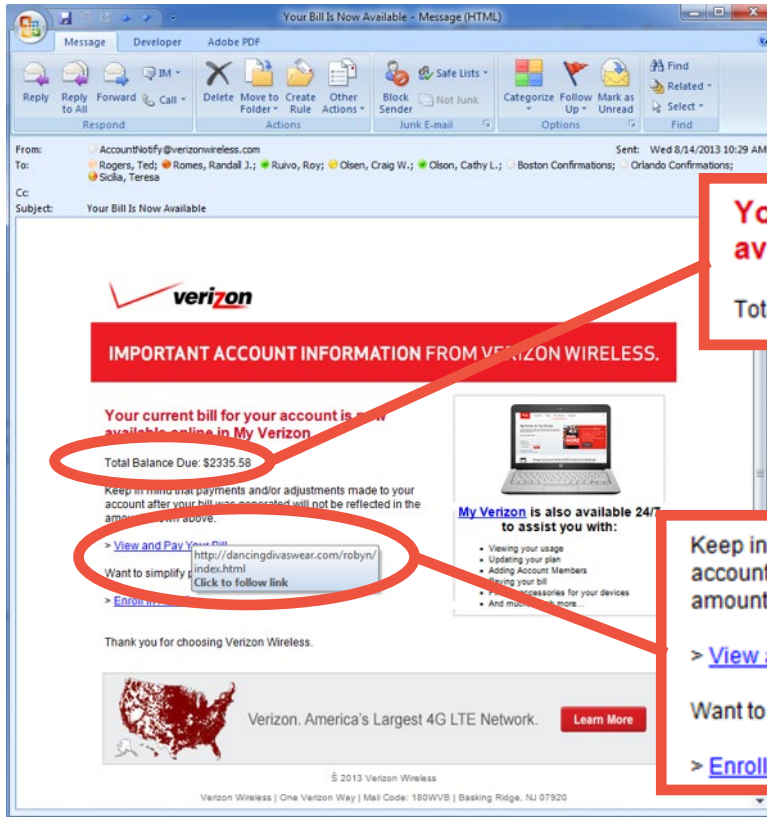 Your Bill Is Now Available - Message (HTML)
Message Developer Adobe PDF
Reply Reply to All Forward IM Call
Respond
Delete Move to Folder Create Rule Other Actions
Actions
Block Sender Safe Lists Not Junk
Junk E-mail
Categorize Follow Up Mark as Unread
Options
Find Related Select
Find
From: AccountNotify@verizonwireless.com Sent: Wed 8/14/2013 10:29 AM
To: Rogers, Ted; Romes, Randall J.; Ruivo, Roy; Olsen, Craig W.; Olson, Cathy L.; Boston Confirmations; Orlando Confirmations;
Sicilia, Teresa
Cc:
Subject: Your Bill Is Now Available
verizon
IMPORTANT ACCOUNT INFORMATION FROM VERIZON WIRELESS.
Your current bill for your account is now
available online in My Verizon
Total Balance Due: $2335.58
Keep in mind that payments and/or adjustments made to your
account after your bill was generated will not be reflected in the
amount shown above.
> View and Pay Your Bill
http://dancingdivaswear.com/robyn/
index.html
Click to follow link
Want to simplify
> Enroll in
Thank you for choosing Verizon Wireless.
My Verizon is also available 24/7
to assist you with:
• Viewing your usage
• Updating your plan
• Adding Account Members
• Paying your bill
• accessories for your devices
• And much more...
Verizon. America's Largest 4G LTE Network. Learn More
Š 2013 Verizon Wireless
Verizon Wireless | One Verizon Way | Mail Code: 180WVB | Basking Ridge, NJ 07920
Yo
av
Tot
Keep in
account
amount
> View a
Want to
> Enroll